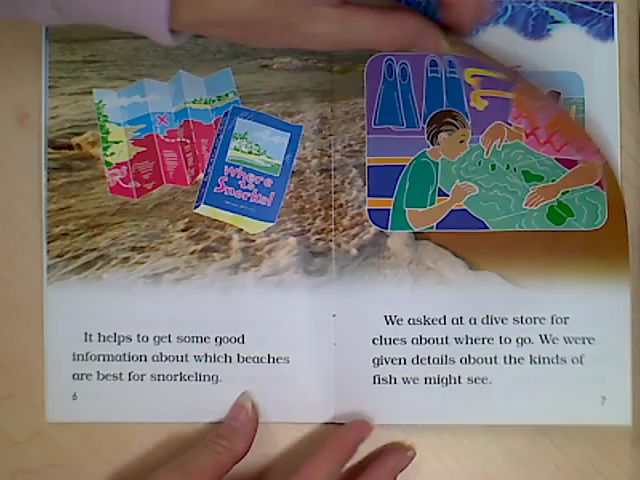 Where
to
Snorkel
It helps to get some good
information about which beaches
are best for snorkeling.
6
We asked at a dive store for
clues about where to go. We were
given details about the kinds of
fish we might see.
7